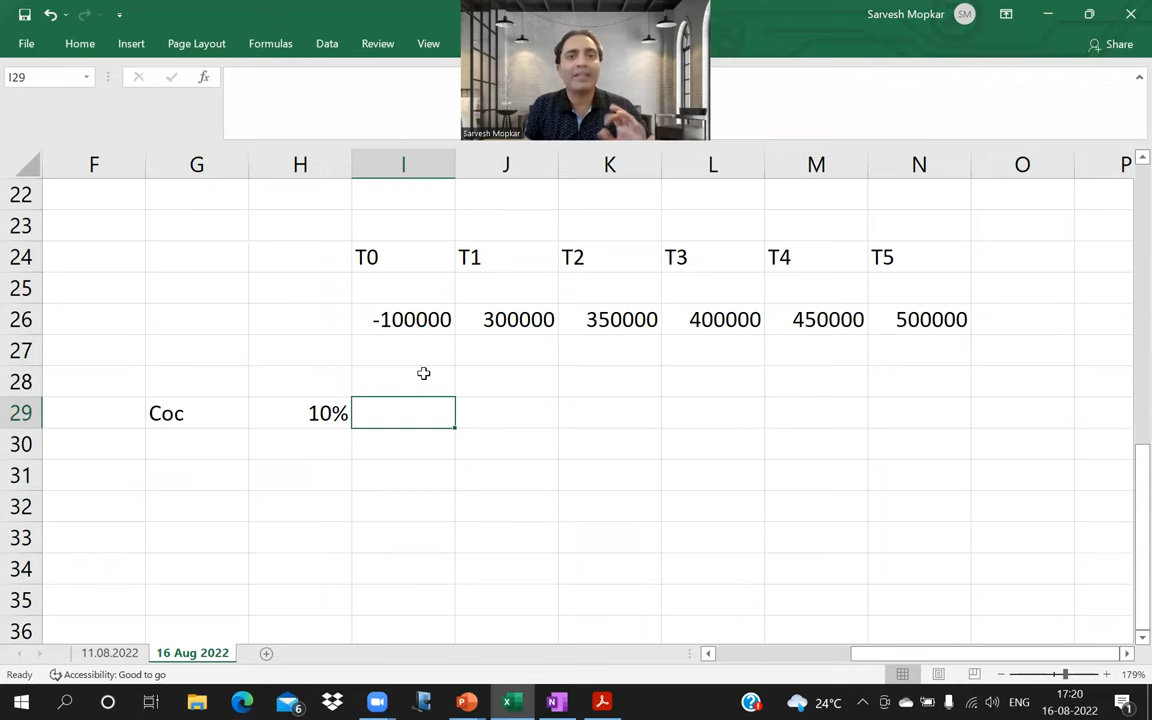 Sarvesh Mopkar SM
File Home Insert Page Layout Formulas Data Review View Share
I29 fx
Sarvesh Mopkar
F G H I J K L M N O P
22
23
24 T0 T1 T2 T3 T4 T5
25
26 -100000 300000 350000 400000 450000 500000
27
28
29 Coc 10%
30
31
32
33
34
35
36
11.08.2022 16 Aug 2022
Ready Accessibility: Good to go 179%
6 24°C ENG 17:20
16-08-2022 1